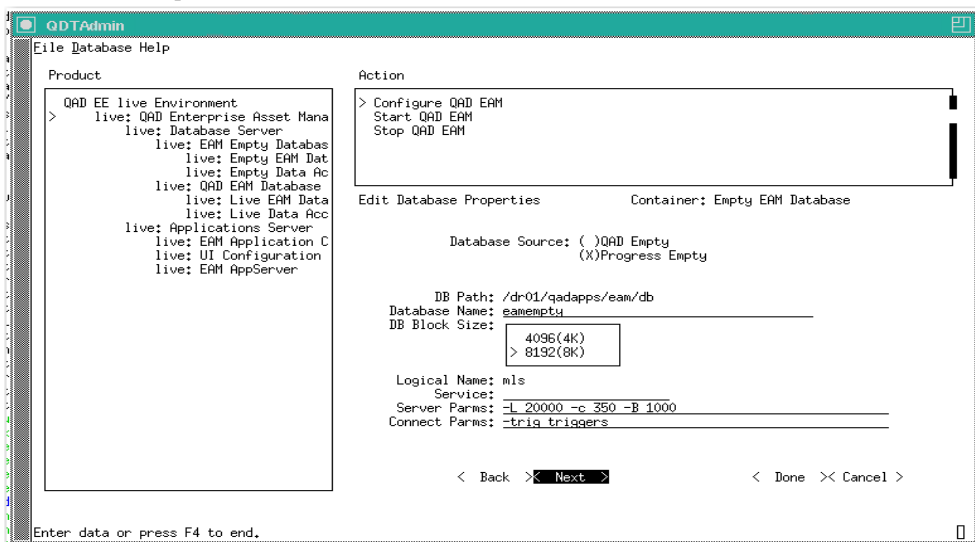 QDTAdmin
File Database Help
Product
QAD EE live Environment
> live: QAD Enterprise Asset Mana
live: Database Server
live: EAM Empty Databas
live: Empty EAM Dat
live: Empty Data Ac
live: QAD EAM Database
live: Live EAM Data
live: Live Data Acc
live: Applications Server
live: EAM Application C
live: UI Configuration
live: EAM AppServer
Action
> Configure QAD EAM
Start QAD EAM
Stop QAD EAM
Edit Database Properties Container: Empty EAM Database
Database Source: ( )QAD Empty
(X)Progress Empty
DB Path: /dr01/qadapps/eam/db
Database Name: eamempty
DB Block Size:
4096(4K)
> 8192(8K)
Logical Name: mls
Service:
Server Parms: -L 20000 -c 350 -B 1000
Connect Parms: -trig triggers
< Back >< Next > < Done >< Cancel >
Enter data or press F4 to end.